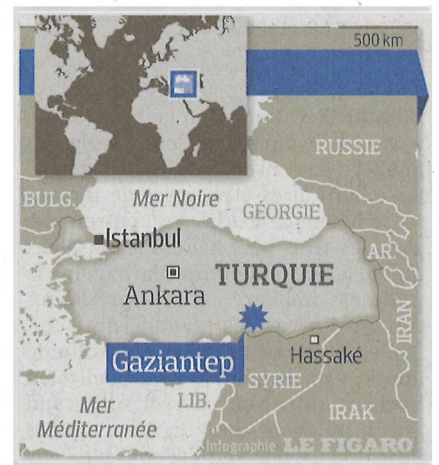 500 km
RUSSIE
BULG.
Mer Noire
GÉORGIE
Istanbul
AR.
Ankara
TURQUIE
IRAN
Gaziantep
Hassaké
SYRIE
LIB.
IRAK
Mer
Méditerranée
Infographie LE FIGARO